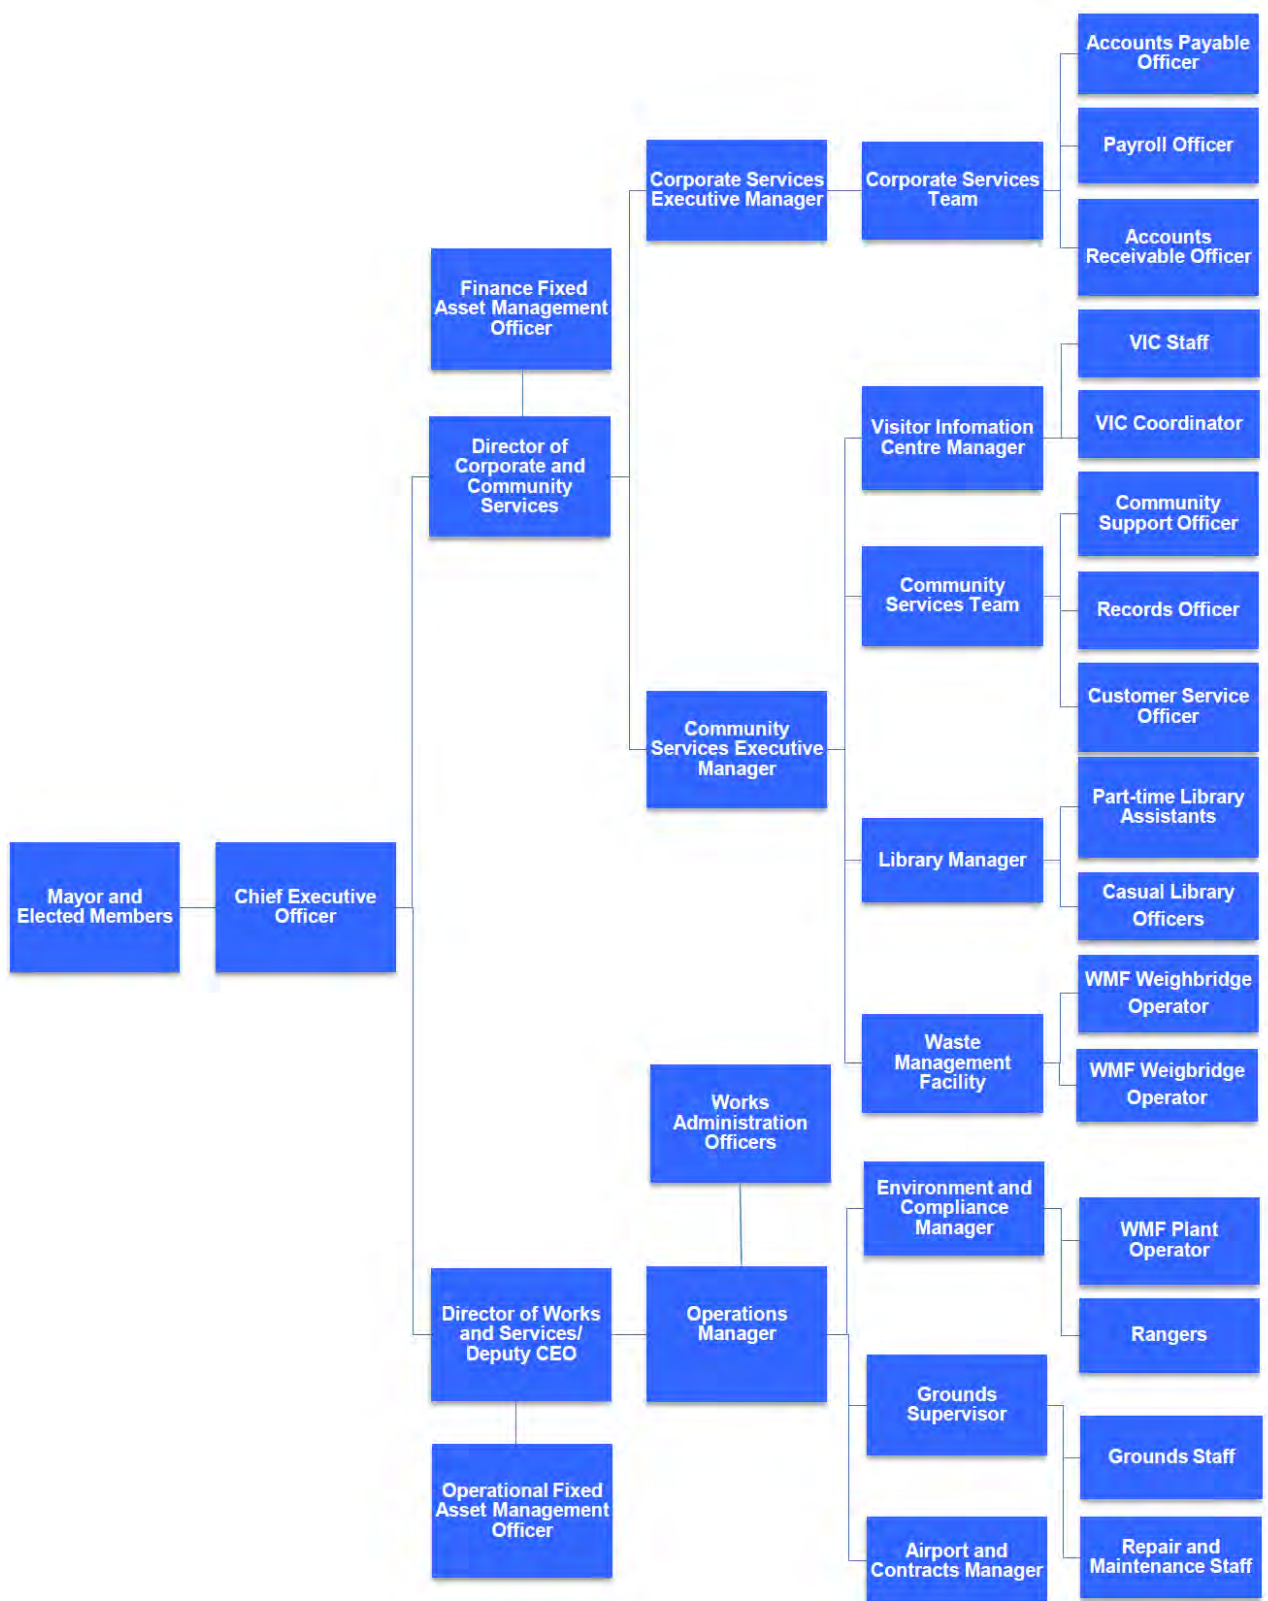 Accounts Payable
Officer
Payroll Officer
Corporate Services
Executive Manager
Corporate Services
Team
Accounts
Receivable Officer
Finance Fixed
Asset Management
Officer
VIC Staff
Visitor Infomation
Centre Manager
VIC Coordinator
Director of
Corporate and
Community
Services
Community
Support Officer
Community
Services Team
Records Officer
Customer Service
Officer
Community
Services Executive
Manager
Part-time Library
Assistants
Library Manager
Casual Library
Officers
Mayor and
Elected Members
Chief Executive
Officer
WMF Weighbridge
Operator
Waste
Management
Facility
WMF Weigbridge
Operator
Works
Administration
Officers
Environment and
Compliance
Manager
WMF Plant
Operator
Director of Works
and Services/
Deputy CEO
Operations
Manager
Rangers
Grounds
Supervisor
Grounds Staff
Operational Fixed
Asset Management
Officer
Airport and
Contracts Manager
Repair and
Maintenance Staff